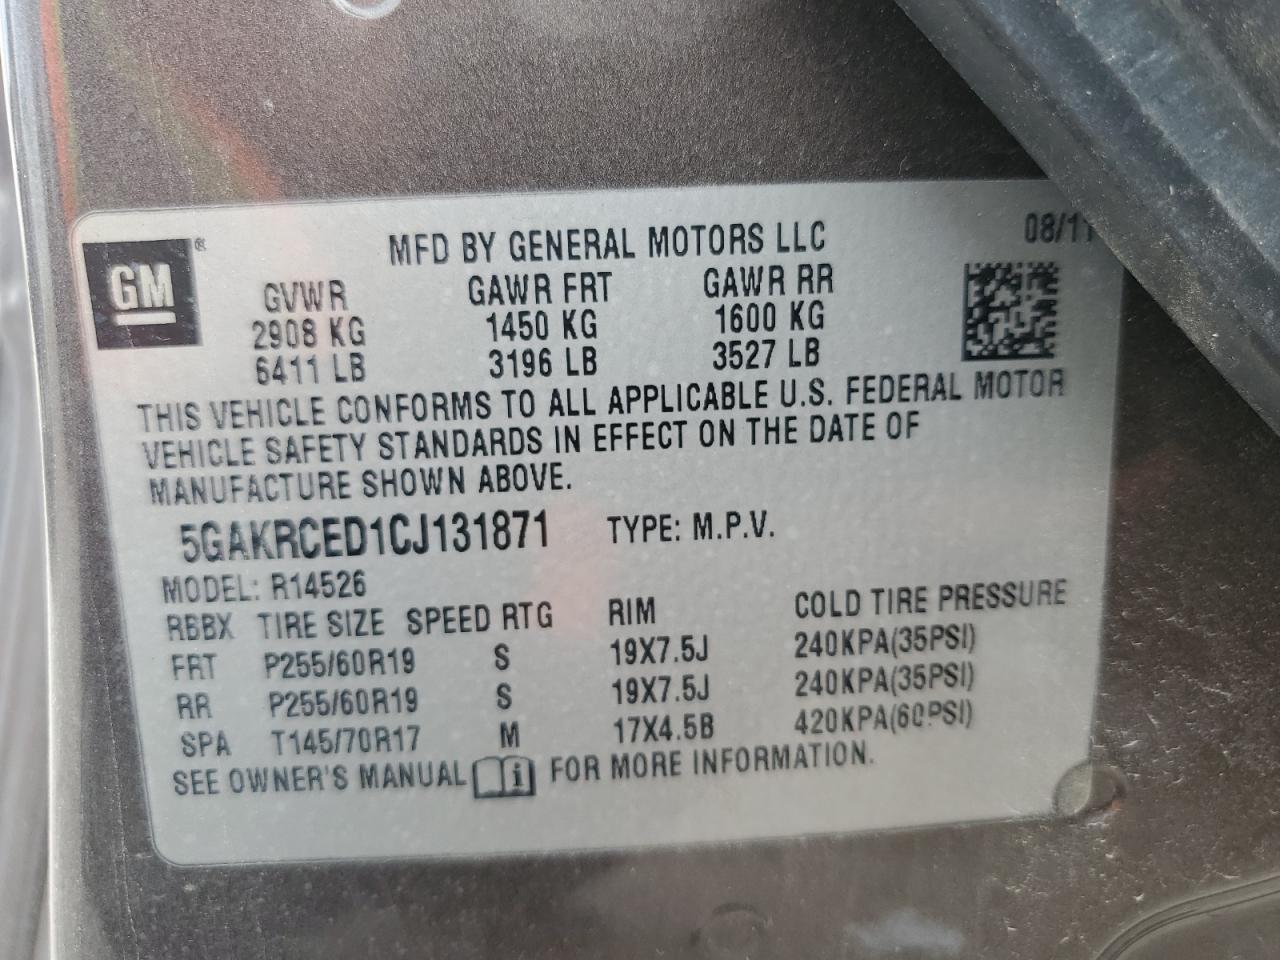 MFD BY GENERAL MOTORS LLC 08/11
GM ®
GVWR GAWR FRT GAWR RR
2908 KG 1450 KG 1600 KG
6411 LB 3196 LB 3527 LB
THIS VEHICLE CONFORMS TO ALL APPLICABLE U.S. FEDERAL MOTOR
VEHICLE SAFETY STANDARDS IN EFFECT ON THE DATE OF
MANUFACTURE SHOWN ABOVE.
5GAKRCED1CJ131871 TYPE: M.P.V.
MODEL: R14526
RBBX TIRE SIZE SPEED RTG RIM COLD TIRE PRESSURE
FRT P255/60R19 S 19X7.5J 240KPA(35PSI)
RR P255/60R19 S 19X7.5J 240KPA(35PSI)
SPA T145/70R17 M 17X4.5B 420KPA(60PSI)
SEE OWNER'S MANUAL i FOR MORE INFORMATION.